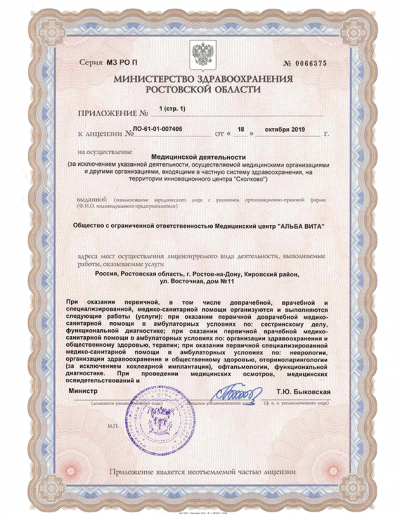 Серия МЗ РО П
№ 0066575
МИНИСТЕРСТВО ЗДРАВООХРАНЕНИЯ
РОСТОВСКОЙ ОБЛАСТИ
ПРИЛОЖЕНИЕ № 1 (стр. 1)
к лицензии № ЛО-61-01-007405 от « 18 » октября 2019 г.
на осуществление
Медицинской деятельности
(за исключением указанной деятельности, осуществляемой медицинскими организациями
и другими организациями, входящими в частную систему здравоохранения, на
территории инновационного центра "Сколково")
выданной (наименование юридического лица с указанием организационно-правовой формы
(Ф.И.О. индивидуального предпринимателя)
Общество с ограниченной ответственностью Медицинский центр "АЛЬБА ВИТА"
адреса мест осуществления лицензируемого вида деятельности, выполняемые
работы, оказываемые услуги
Россия, Ростовская область, г. Ростов-на-Дону, Кировский район,
ул. Восточная, дом №11
При оказании первичной, в том числе доврачебной, врачебной и
специализированной, медико-санитарной помощи организуются и выполняются
следующие работы (услуги): при оказании первичной доврачебной медико-
санитарной помощи в амбулаторных условиях по: сестринскому делу,
функциональной диагностике; при оказании первичной врачебной медико-
санитарной помощи в амбулаторных условиях по: организации здравоохранения и
общественному здоровью, терапии; при оказании первичной специализированной
медико-санитарной помощи в амбулаторных условиях по: неврологии,
организации здравоохранения и общественному здоровью, оториноларингологии
(за исключением кохлеарной имплантации), офтальмологии, функциональной
диагностике. При проведении медицинских осмотров, медицинских
освидетельствований и
Министр
Т.Ю. Быковская
М.П.
Приложение является неотъемлемой частью лицензии